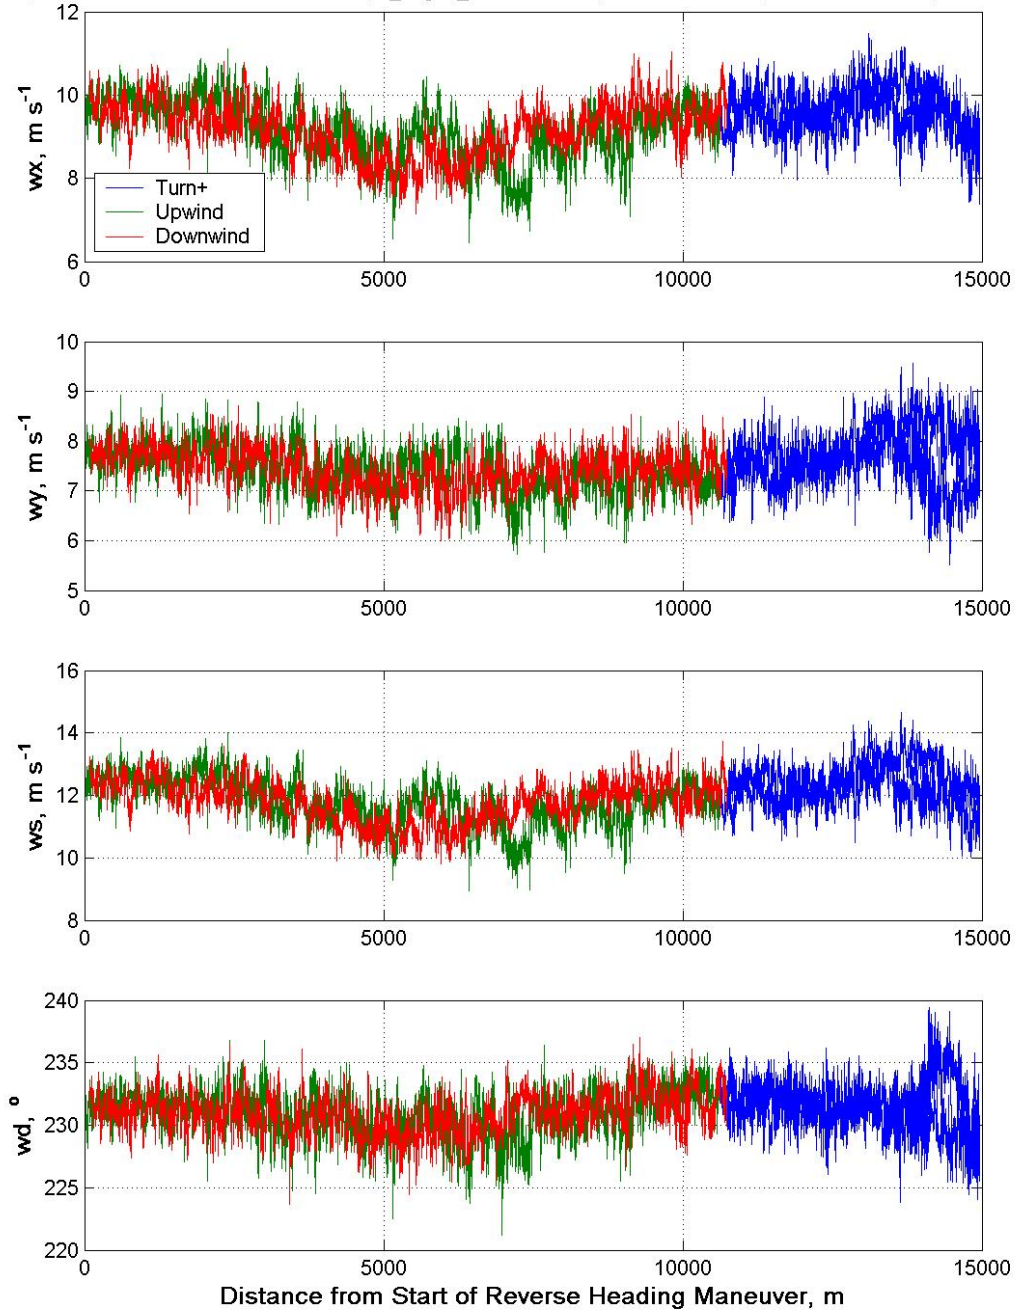 12
10
8
6
wx, m s-1
Turn+
Upwind
Downwind
0 5000 10000 15000
10
9
8
7
6
5
wy, m s-1
0 5000 10000 15000
16
14
12
10
8
ws, m s-1
0 5000 10000 15000
240
235
230
225
220
wd, o
0 5000 10000 15000
Distance from Start of Reverse Heading Maneuver, m